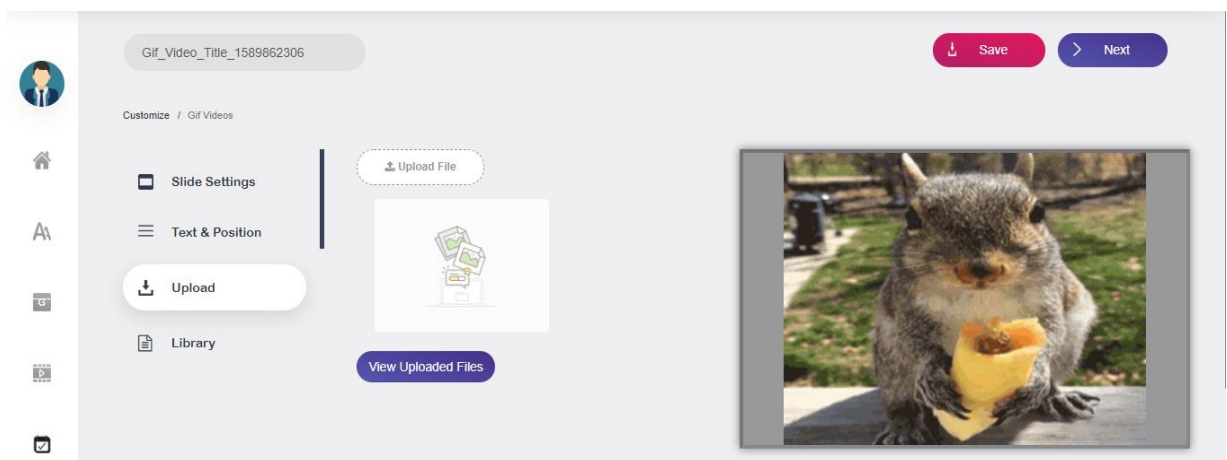 Gif_Video_Title_1589862306
Save
Next
Customize / Gif Videos
Slide Settings
Text & Position
Upload
Library
Upload File
View Uploaded Files
A
G